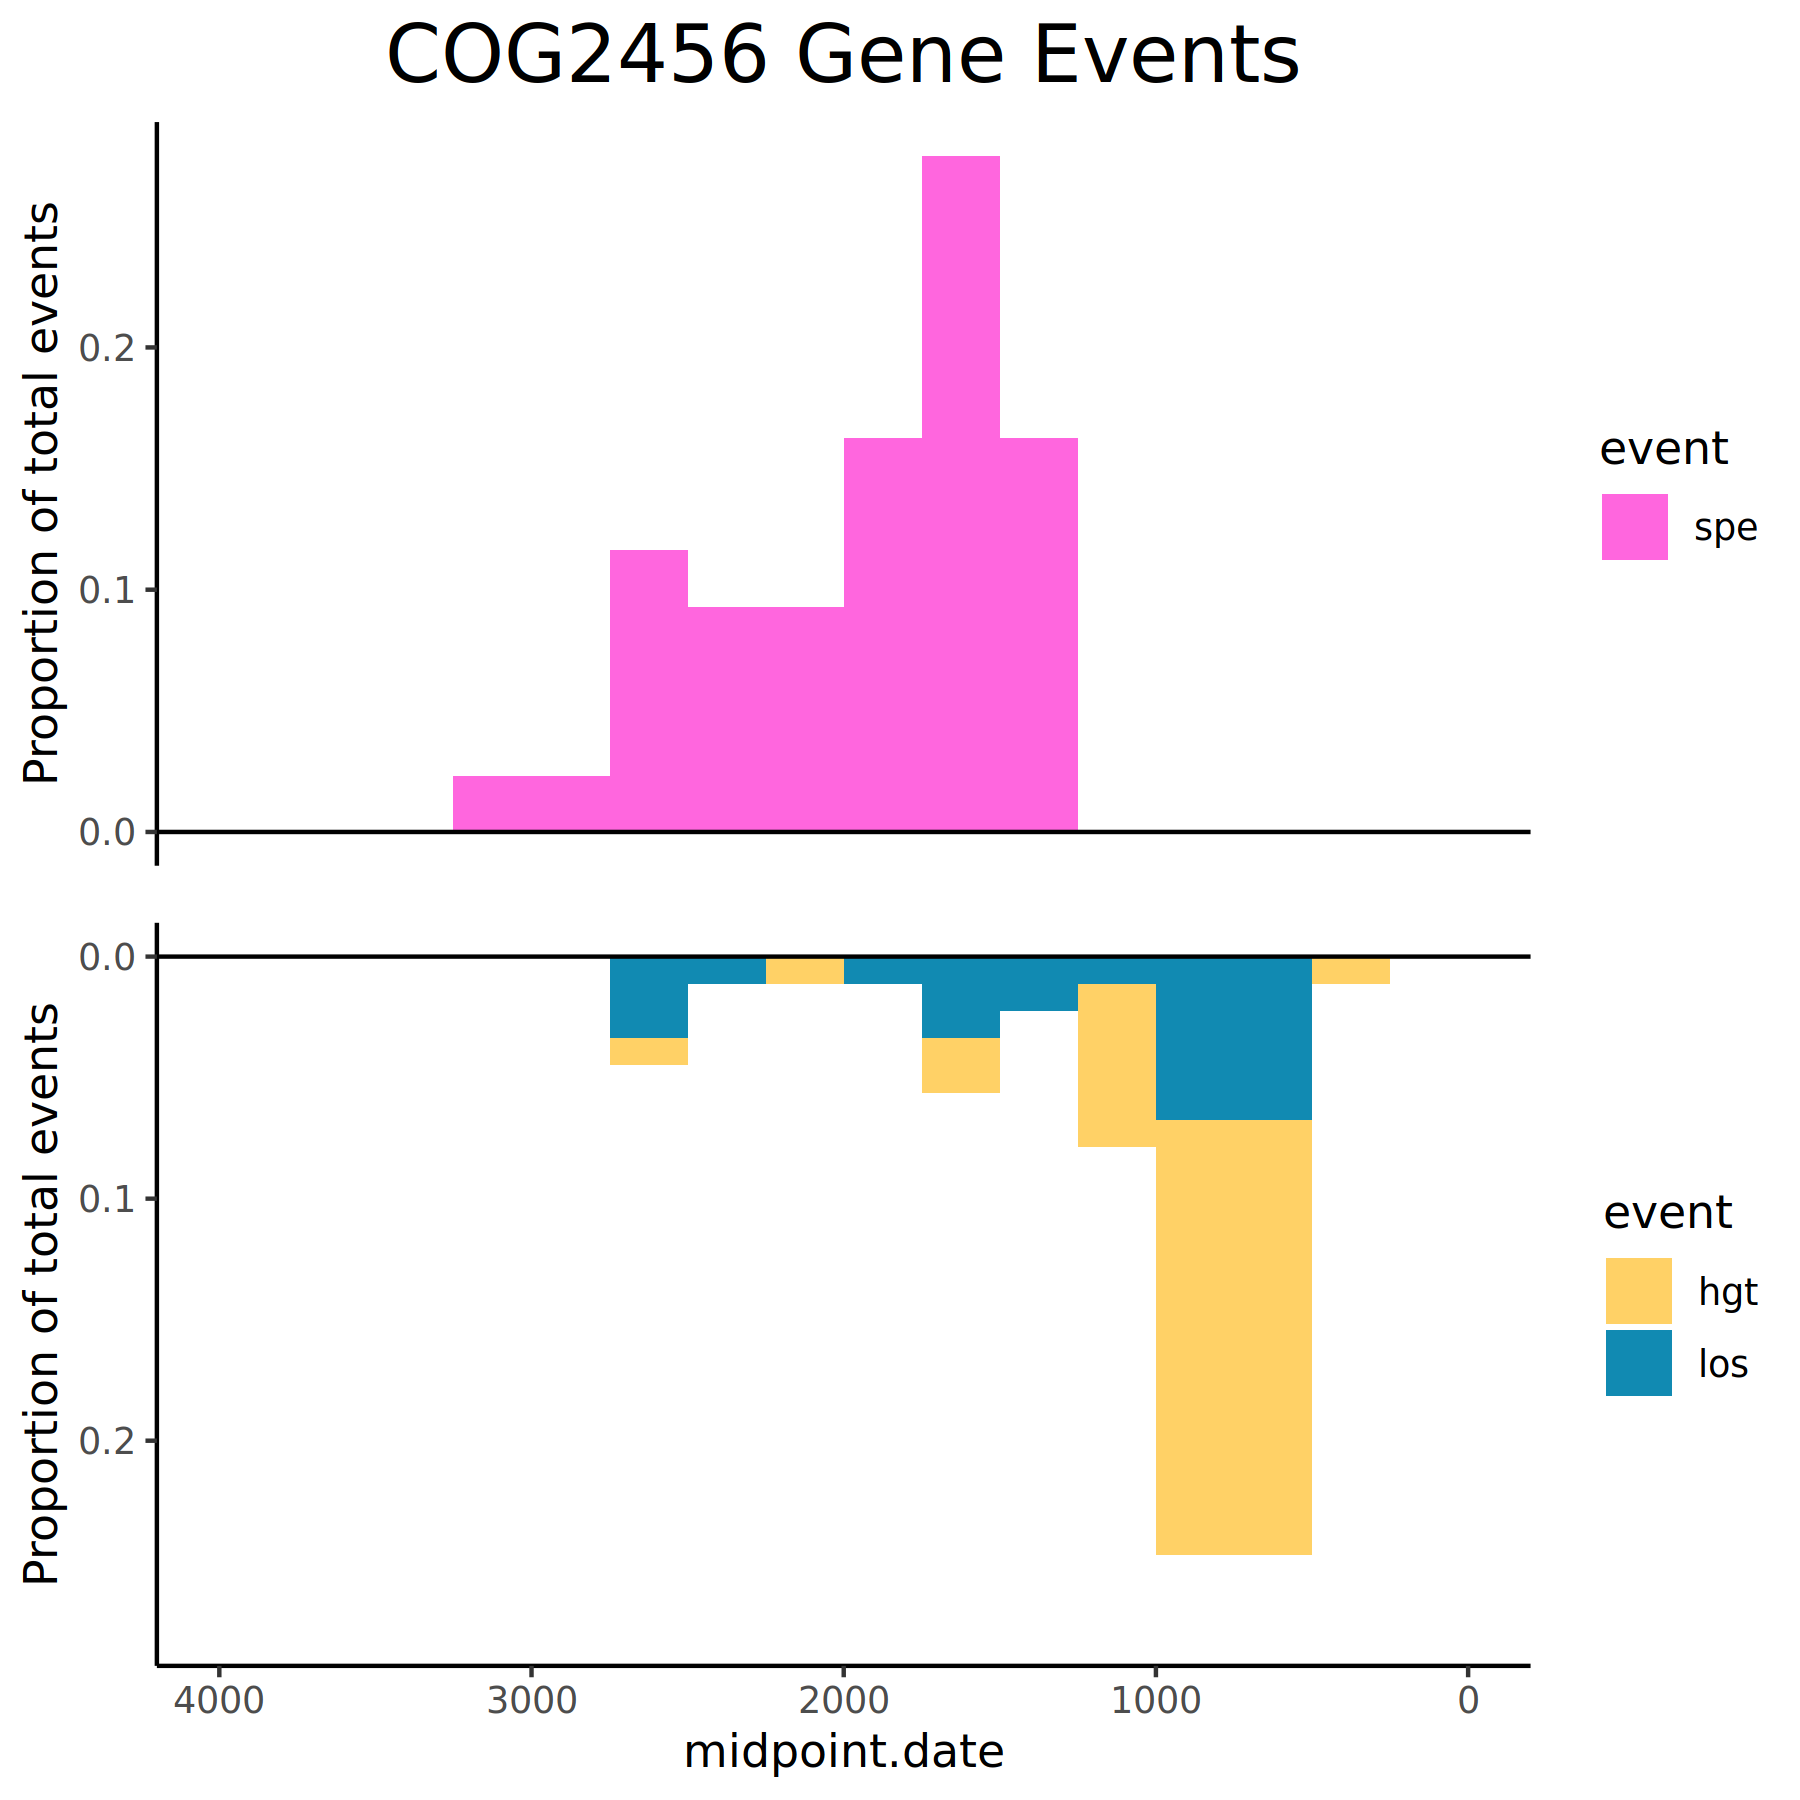 COG2456 Gene Events
Proportion of total events
0.2
0.1
0.0
event
spe
Proportion of total events
0.0
0.1
0.2
event
hgt
los
4000 3000 2000 1000 0
midpoint.date